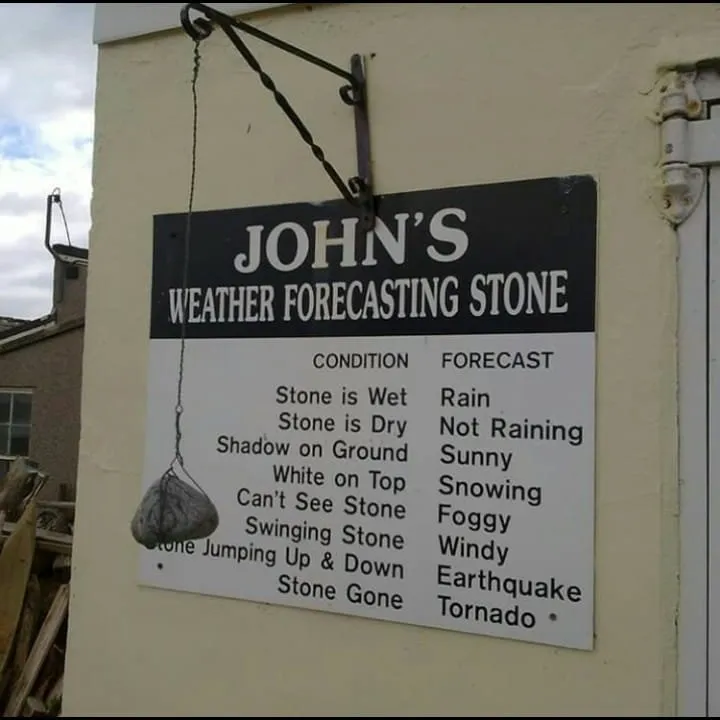 JOHN'S
WEATHER FORECASTING STONE
CONDITION FORECAST
Stone is Wet Rain
Stone is Dry Not Raining
Shadow on Ground Sunny
White on Top Snowing
Can't See Stone Foggy
Swinging Stone Windy
Stone Jumping Up & Down Earthquake
Stone Gone Tornado